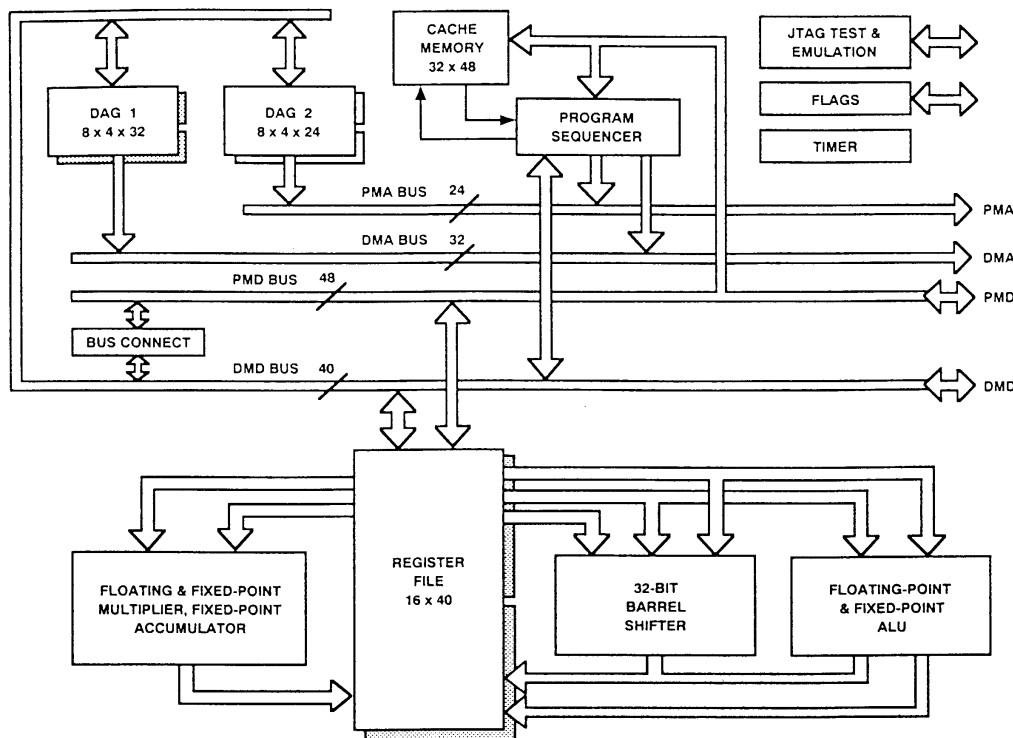 CACHE
MEMORY
32 x 48
JTAG TEST &
EMULATION
DAG 1
8 x 4 x 32
DAG 2
8 x 4 x 24
PROGRAM
SEQUENCER
FLAGS
TIMER
PMA BUS 24
PMA
DMA BUS 32
DMA
PMD BUS 48
PMD
BUS CONNECT
DMD BUS 40
DMD
REGISTER
FILE
16 x 40
FLOATING & FIXED-POINT
MULTIPLIER, FIXED-POINT
ACCUMULATOR
32-BIT
BARREL
SHIFTER
FLOATING-POINT
& FIXED-POINT
ALU